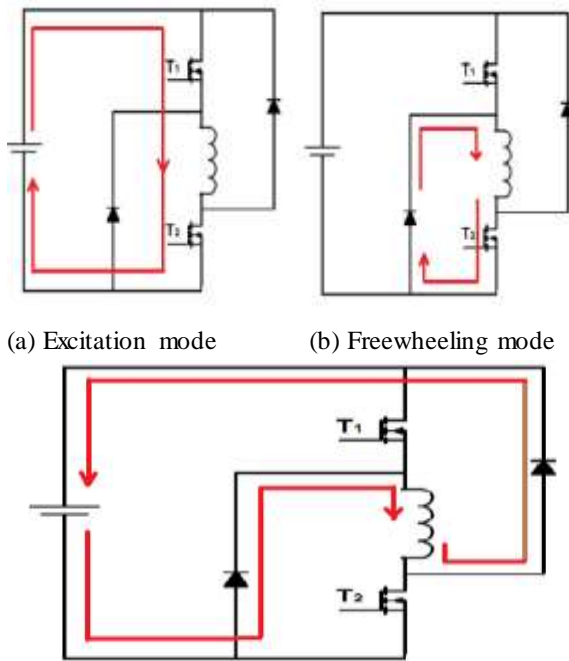 T₁
T₂
T₁
T₂
(a) Excitation mode
(b) Freewheeling mode
T₁
T₂